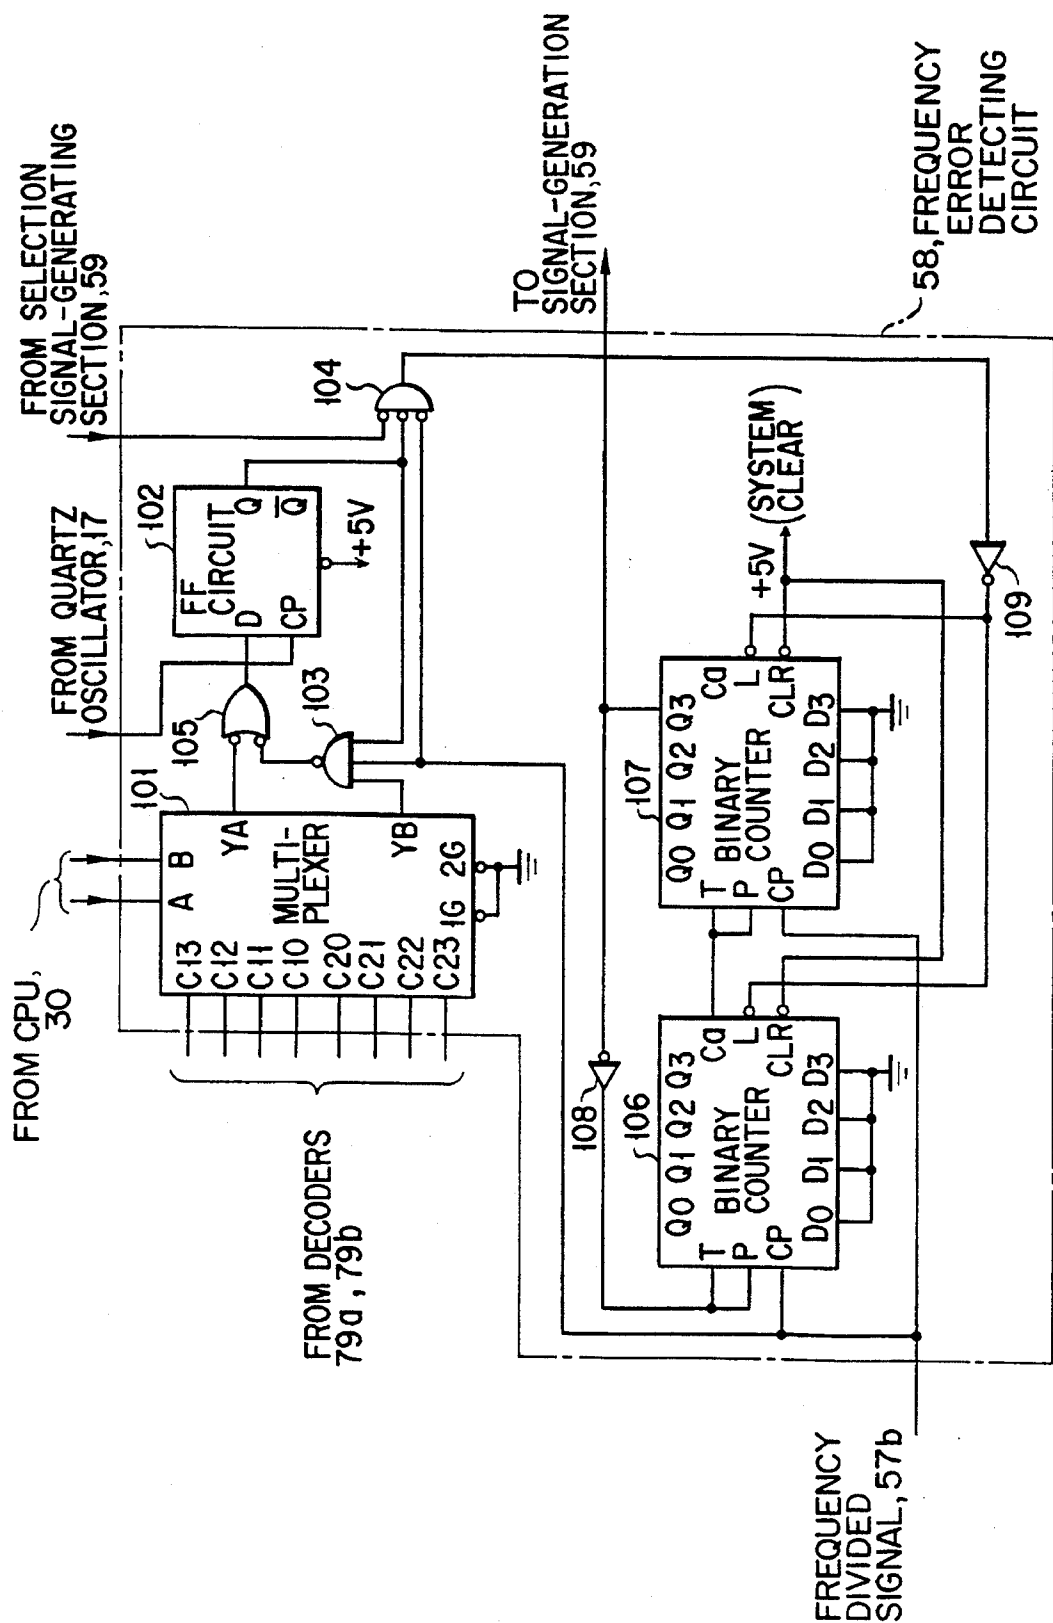 FROM CPU,
30
FROM QUARTZ
OSCILLATOR,17
FROM SELECTION
SIGNAL-GENERATING
SECTION,59
A B
101
C13
C12
C11
C10
C20
C21
C22
C23
MULTI-
PLEXER
YA
YB
1G 2G
105
103
102
FF
CIRCUIT
D
CP
Q
Q̅
+5V
104
FROM DECODERS
79a, 79b
TO
SIGNAL-GENERATION
SECTION,59
108
106
Q0 Q1 Q2 Q3
T
P
CP
BINARY
COUNTER
Ca
L
CLR
D0 D1 D2 D3
107
Q0 Q1 Q2 Q3
T
P
CP
BINARY
COUNTER
Ca
L
CLR
D0 D1 D2 D3
+5V (SYSTEM
CLEAR)
109
58,FREQUENCY
ERROR
DETECTING
CIRCUIT
FREQUENCY
DIVIDED
SIGNAL,57b